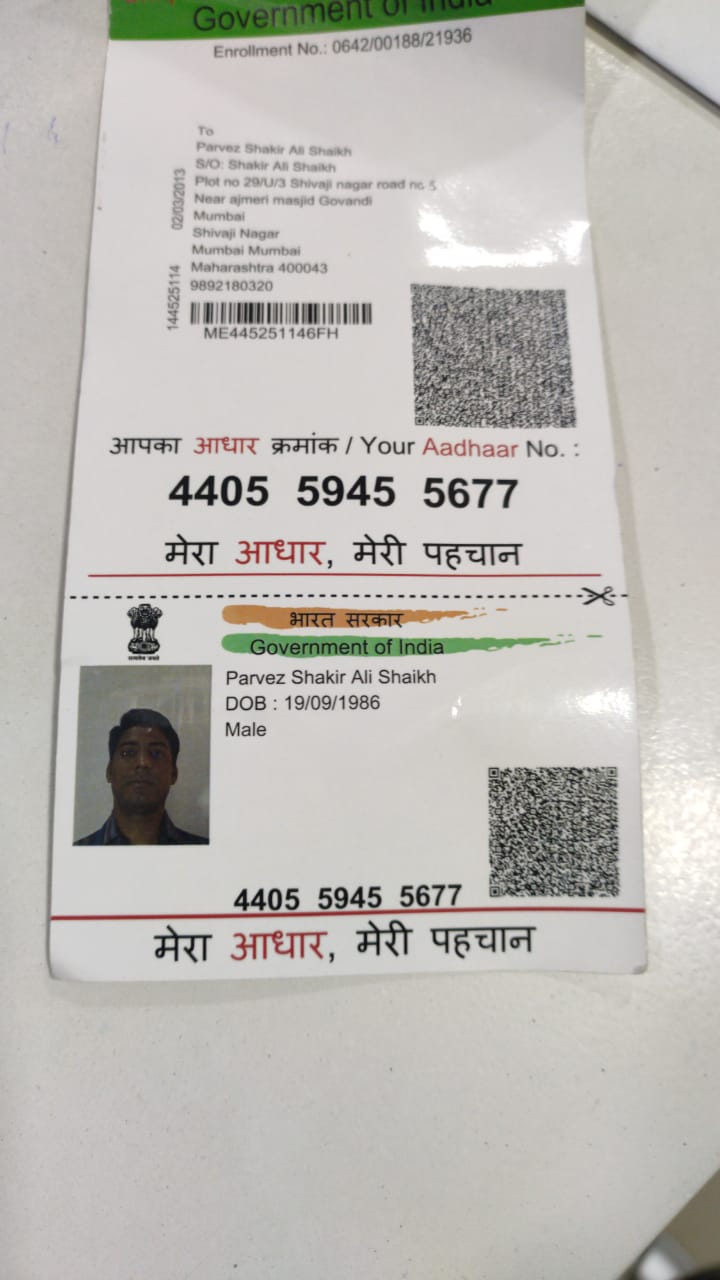 Government of India
Enrollment No.: 0642/00188/21936
To
Parvez Shakir Ali Shaikh
S/O: Shakir Ali Shaikh
Plot no 29/U/3 Shivaji nagar road no 5
Near ajmeri masjid Govandi
Mumbai
Shivaji Nagar
Mumbai Mumbai
Maharashtra 400043
9892180320
02/03/2013
144525114
ME445251146FH
आपका आधार क्रमांक / Your Aadhaar No. :
4405 5945 5677
मेरा आधार, मेरी पहचान
सत्यमेव जयते
भारत सरकार
Government of India
Parvez Shakir Ali Shaikh
DOB : 19/09/1986
Male
4405 5945 5677
मेरा आधार, मेरी पहचान